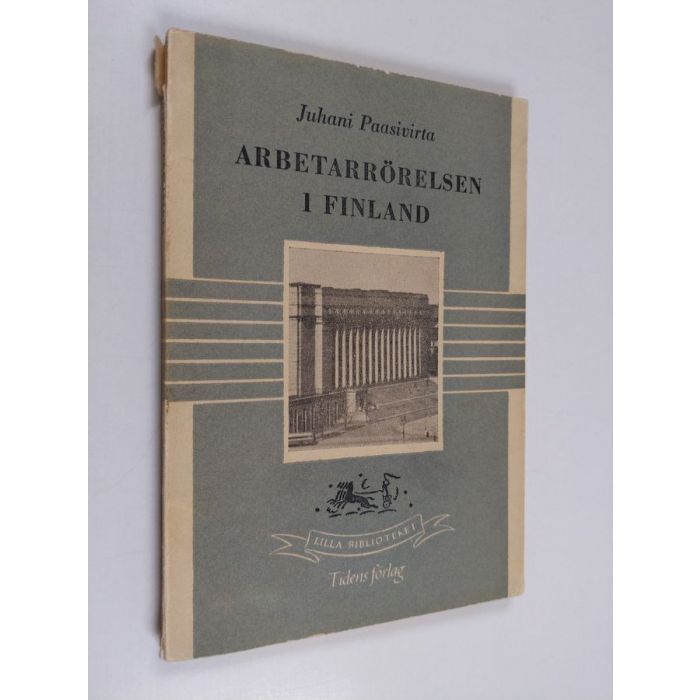 Juhani Paasivirta
ARBETARRÖRELSEN
I FINLAND
LILLA BIBLIOTEKET
Tidens förlag